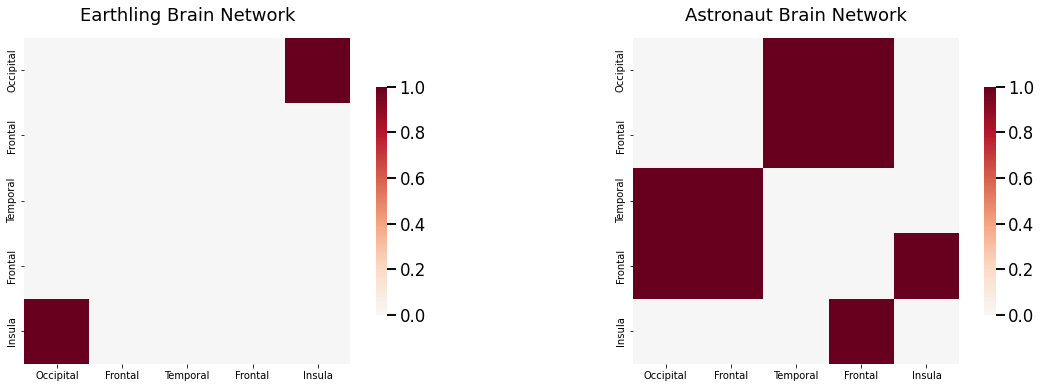 Earthling Brain Network
Occipital
Frontal
Temporal
Frontal
Insula
Occipital Frontal Temporal Frontal Insula
1.0
0.8
0.6
0.4
0.2
0.0
Astronaut Brain Network
Occipital
Frontal
Temporal
Frontal
Insula
Occipital Frontal Temporal Frontal Insula
1.0
0.8
0.6
0.4
0.2
0.0